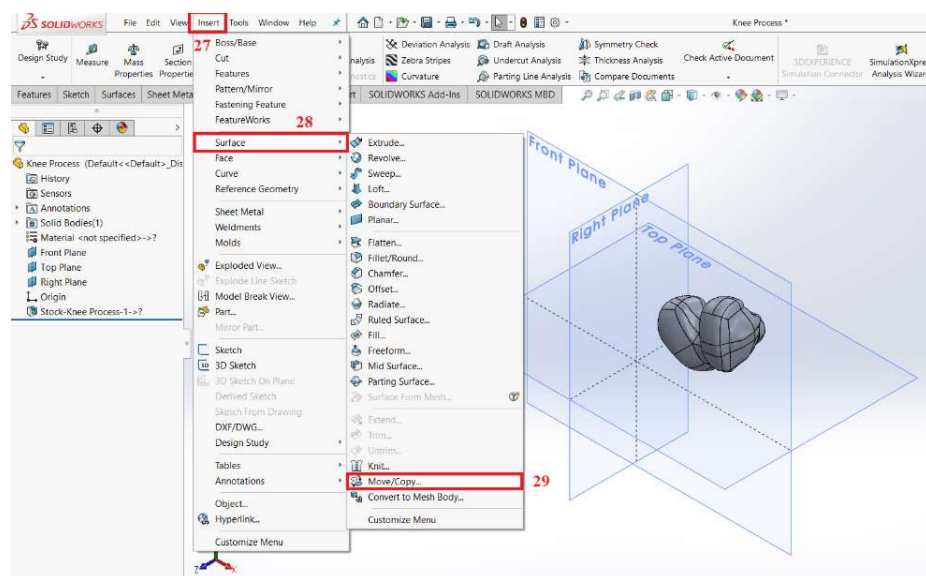 SOLIDWORKS File Edit View Insert Tools Window Help Knee Process *
27
Design Study
Measure
Mass
Properties
Section
Deviation Analysis
Zebra Stripes
Curvature
Draft Analysis
Undercut Analysis
Parting Line Analysis
Symmetry Check
Thickness Analysis
Compare Documents
Check Active Document
3DEXPERIENCE
Simulation Connector
Features Sketch Surfaces SOLIDWORKS Add-Ins SOLIDWORKS MBD
Knee Process
History
Sensors
Annotations
Solid Bodies(1)
Material <not specified>->?
Front Plane
Top Plane
Right Plane
Origin
Stock-Knee Process-1->?
Boss/Base
Cut
Features
Pattern/Mirror
Fastening Feature
FeatureWorks
28
Surface
Face
Curve
Reference Geometry
Sheet Metal
Weldments
Molds
Exploded View...
Explode Line Sketch
Model Break View...
Part...
Mirror Part...
Sketch
3D Sketch
3D Sketch On Plane
Derived Sketch
Sketch From Drawing
DXF/DWG...
Design Study
Tables
Annotations
Object...
Hyperlink...
Customize Menu
Extrude...
Revolve...
Sweep...
Loft...
Boundary Surface...
Planar...
Flatten...
Fillet/Round...
Chamfer...
Offset...
Radiate...
Ruled Surface...
Fill...
Freeform...
Mid Surface...
Parting Surface...
Surface From Mesh...
Extend...
Trim...
Untrim...
Knit...
Move/Copy...
29
Convert to Mesh Body...
Customize Menu
Front Plane
Right Plane
Top Plane